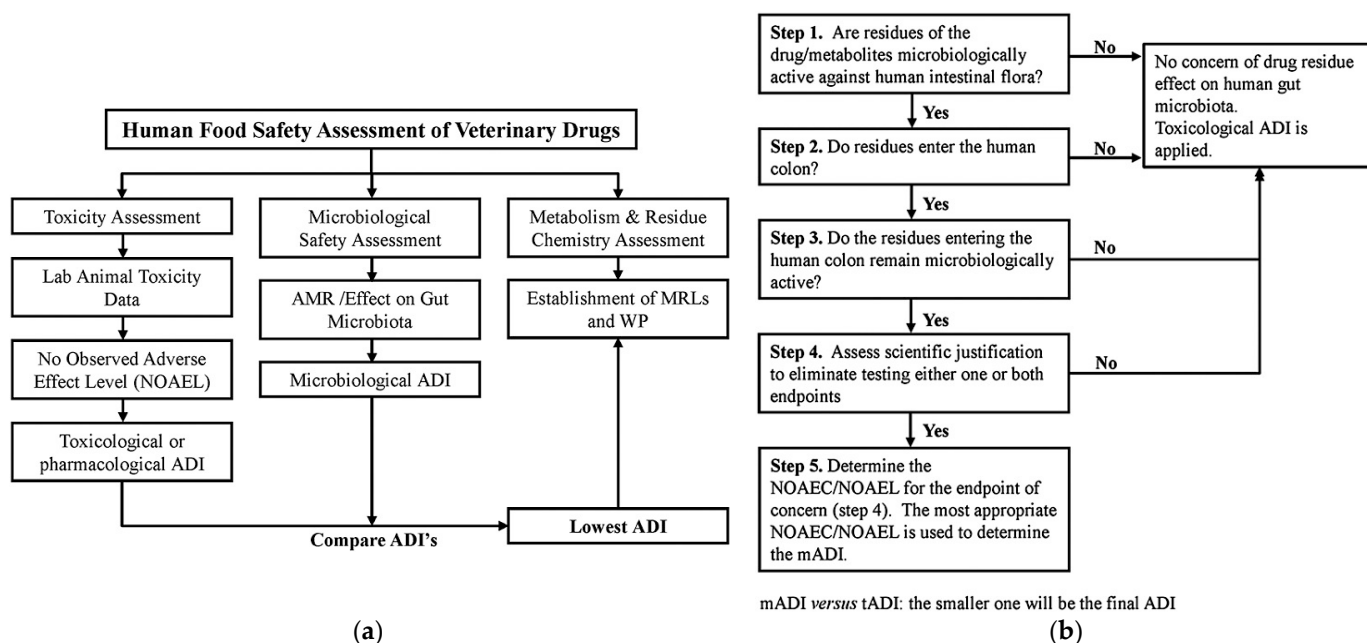 Human Food Safety Assessment of Veterinary Drugs
Toxicity Assessment
Lab Animal Toxicity
Data
No Observed Adverse
Effect Level (NOAEL)
Toxicological or
pharmacological ADI
Microbiological
Safety Assessment
AMR /Effect on Gut
Microbiota
Microbiological ADI
Metabolism & Residue
Chemistry Assessment
Establishment of MRLs
and WP
Compare ADI's
Lowest ADI
(a)
Step 1. Are residues of the
drug/metabolites microbiologically
active against human intestinal flora?
No
No concern of drug residue
effect on human gut
microbiota.
Toxicological ADI is
applied.
Yes
Step 2. Do residues enter the human
colon?
No
Yes
Step 3. Do the residues entering the
human colon remain microbiologically
active?
No
Yes
Step 4. Assess scientific justification
to eliminate testing either one or both
endpoints
No
Yes
Step 5. Determine the
NOAEC/NOAEL for the endpoint of
concern (step 4). The most appropriate
NOAEC/NOAEL is used to determine
the mADI.
mADI versus tADI: the smaller one will be the final ADI
(b)